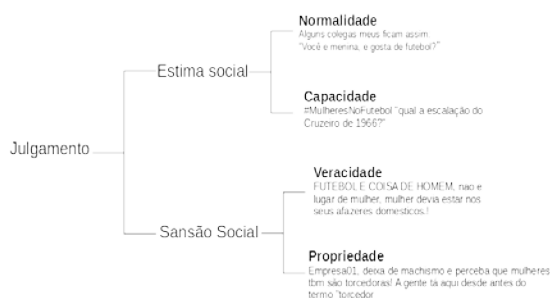 Normalidade
Alguns colegas meus ficam assim:
"Você e menina, e gosta de futebol?"
Estima social
Capacidade
#MulheresNoFutebol "qual a escalação do
Cruzeiro de 1966?"
Julgamento
Veracidade
FUTEBOL E COISA DE HOMEM, nao e
lugar de mulher, mulher devia estar nos
seus afazeres domesticos.!
Sansão Social
Propriedade
Empresa01, deixa de machismo e perceba que mulheres
tbm são torcedoras! A gente tá aqui desde antes do
termo "torcedor